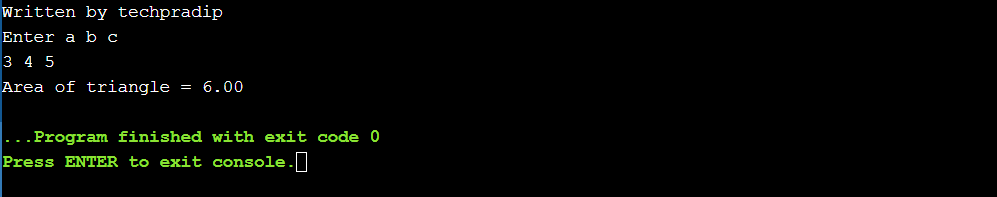 Written by techpradip
Enter a b c
3 4 5
Area of triangle = 6.00
...Program finished with exit code 0
Press ENTER to exit console.